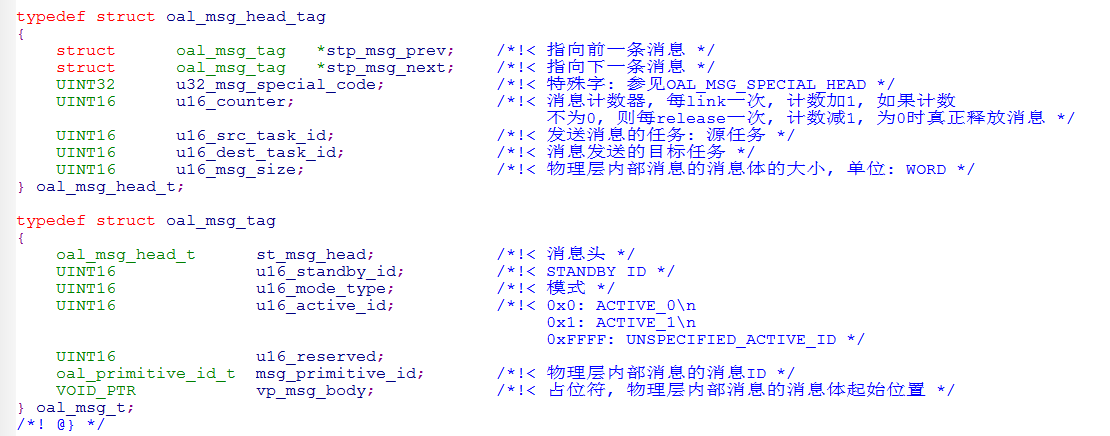 typedef struct oal_msg_head_tag
{
    struct      oal_msg_tag   *stp_msg_prev;    /*!< 指向前一条消息 */
    struct      oal_msg_tag   *stp_msg_next;    /*!< 指向下一条消息 */
    UINT32      u32_msg_special_code;           /*!< 特殊字: 参见OAL_MSG_SPECIAL_HEAD */
    UINT16      u16_counter;                    /*!< 消息计数器, 每link一次, 计数加1, 如果计数
                                                     不为0, 则每release一次, 计数减1, 为0时真正释放消息 */
    UINT16      u16_src_task_id;                /*!< 发送消息的任务: 源任务 */
    UINT16      u16_dest_task_id;               /*!< 消息发送的目标任务 */
    UINT16      u16_msg_size;                   /*!< 物理层内部消息的消息体的大小, 单位: WORD */
} oal_msg_head_t;
typedef struct oal_msg_tag
{
    oal_msg_head_t      st_msg_head;            /*!< 消息头 */
    UINT16              u16_standby_id;         /*!< STANDBY ID */
    UINT16              u16_mode_type;          /*!< 模式 */
    UINT16              u16_active_id;          /*!< 0x0: ACTIVE_0\n
                                                     0x1: ACTIVE_1\n
                                                     0xFFFF: UNSPECIFIED_ACTIVE_ID */
    UINT16              u16_reserved;
    oal_primitive_id_t  msg_primitive_id;       /*!< 物理层内部消息的消息ID */
    VOID_PTR            vp_msg_body;            /*!< 占位符, 物理层内部消息的消息体起始位置 */
} oal_msg_t;
/*! @} */